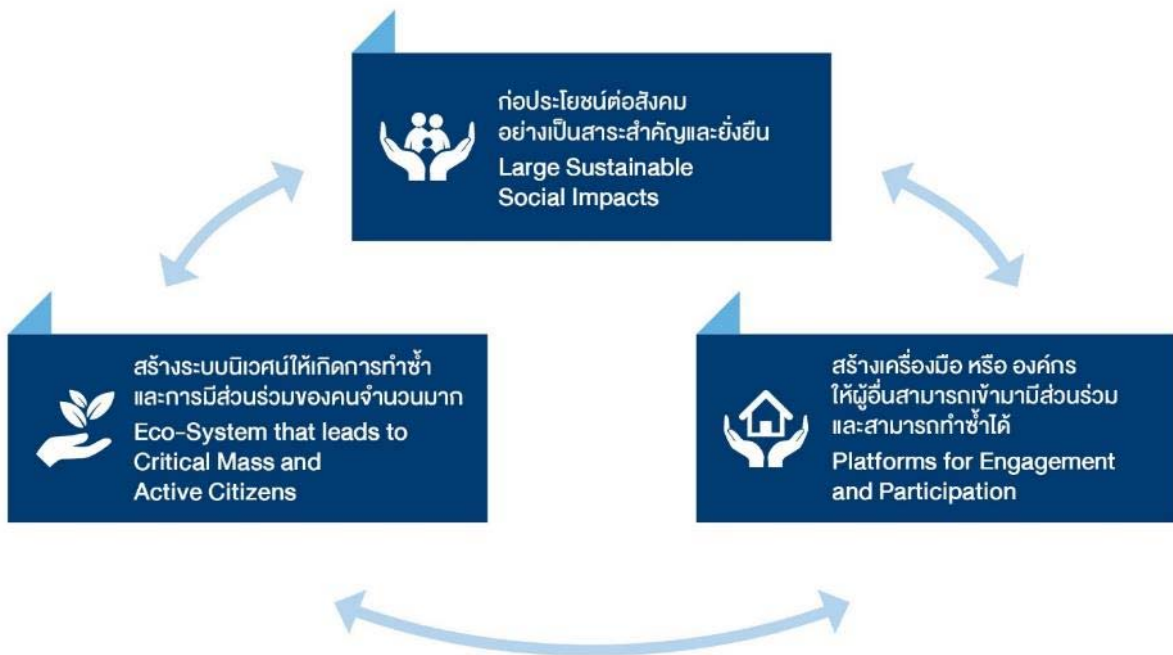 ก่อประโยชน์ต่อสังคม
อย่างเป็นสาระสำคัญและยั่งยืน
Large Sustainable
Social Impacts
สร้างระบบนิเวศน์ให้เกิดการทำซ้ำ
และการมีส่วนร่วมของคนจำนวนมาก
Eco-System that leads to
Critical Mass and
Active Citizens
สร้างเครื่องมือ หรือ องค์กร
ให้ผู้อื่นสามารถเข้ามามีส่วนร่วม
และสามารถทำซ้ำได้
Platforms for Engagement
and Participation